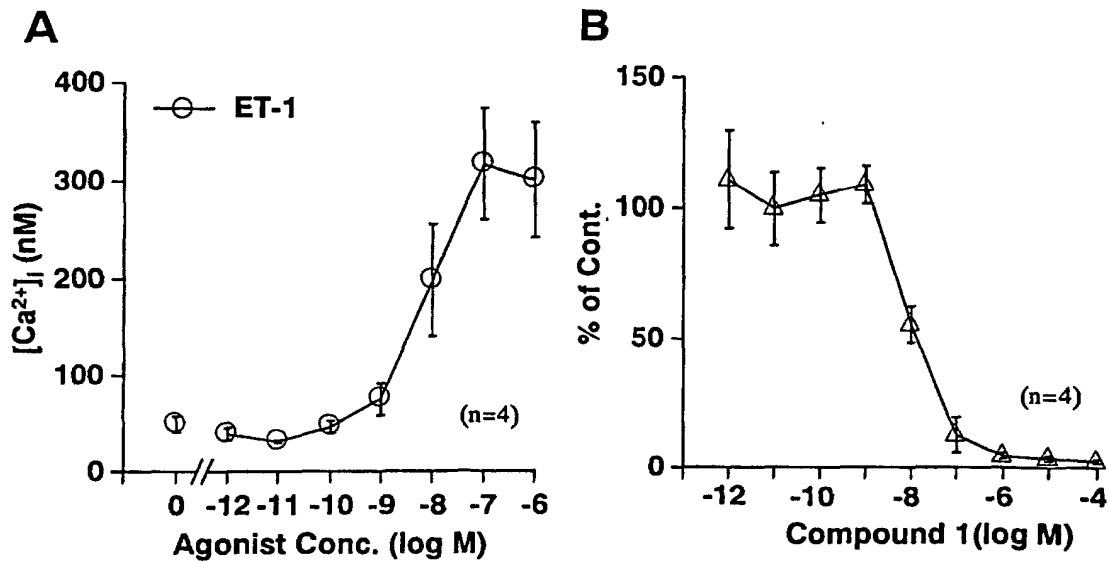 A
[Ca²⁺]i (nM)
400
300
200
100
0
ET-1
(n=4)
0 -12 -11 -10 -9 -8 -7 -6
Agonist Conc. (log M)
B
% of Cont.
150
100
50
0
(n=4)
-12 -10 -8 -6 -4
Compound 1(log M)